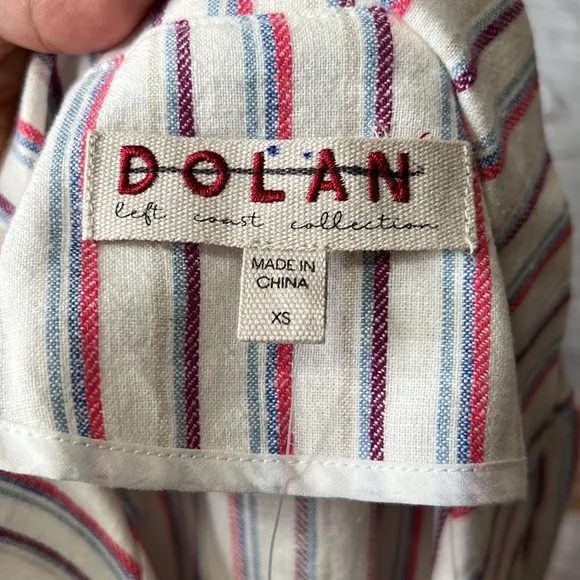 DOLAN
left coast collection
MADE IN
CHINA
XS